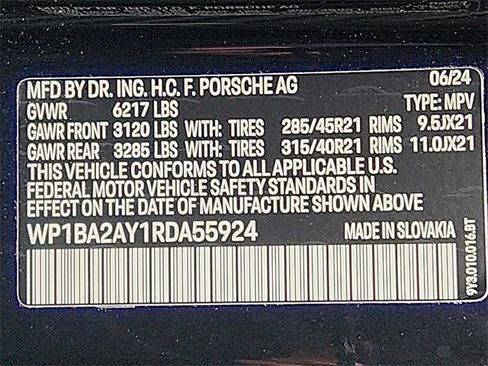 MFD BY DR. ING. H.C. F. PORSCHE AG 06/24
GVWR 6217 LBS TYPE: MPV
GAWR FRONT 3120 LBS WITH: TIRES 285/45R21 RIMS 9.5JX21
GAWR REAR 3285 LBS WITH: TIRES 315/40R21 RIMS 11.0JX21
THIS VEHICLE CONFORMS TO ALL APPLICABLE U.S.
FEDERAL MOTOR VEHICLE SAFETY STANDARDS IN
EFFECT ON THE DATE OF MANUFACTURE SHOWN ABOVE.
WP1BA2AY1RDA55924 MADE IN SLOVAKIA
9Y3.010.016.BT